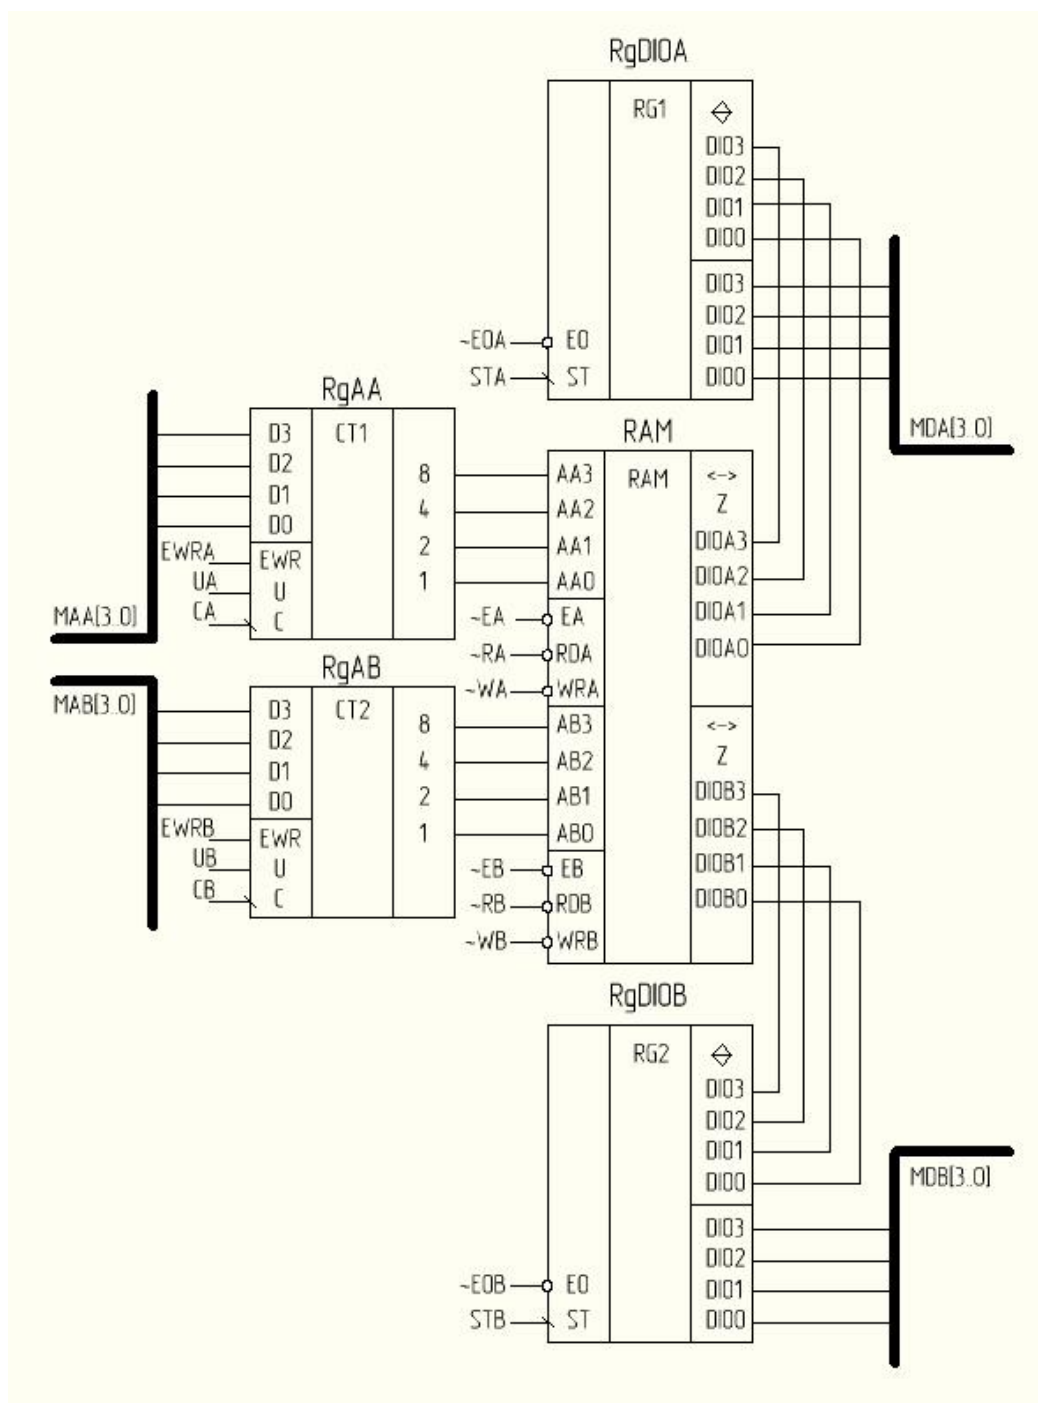 RgDIOA
RG1
DIO3
DIO2
DIO1
DIO0
DIO3
DIO2
DIO1
DIO0
~EOA EO
STA ST
MDA[3..0]
RgAA
D3 CT1
D2 8
D1 4
D0 2
EWRA EWR 1
UA U
CA C
MAA[3..0]
RAM
AA3 RAM <->
AA2 Z
AA1 DIOA3
AA0 DIOA2
~EA EA DIOA1
~RA RDA DIOA0
~WA WRA
RgAB
MAB[3..0]
D3 CT2 8
D2 4
D1 2
D0 1
EWRB EWR
UB U
CB C
AB3 <->
AB2 Z
AB1 DIOB3
AB0 DIOB2
~EB EB DIOB1
~RB RDB DIOB0
~WB WRB
RgDIOB
RG2
DIO3
DIO2
DIO1
DIO0
DIO3
DIO2
DIO1
DIO0
~EOB EO
STB ST
MDB[3..0]